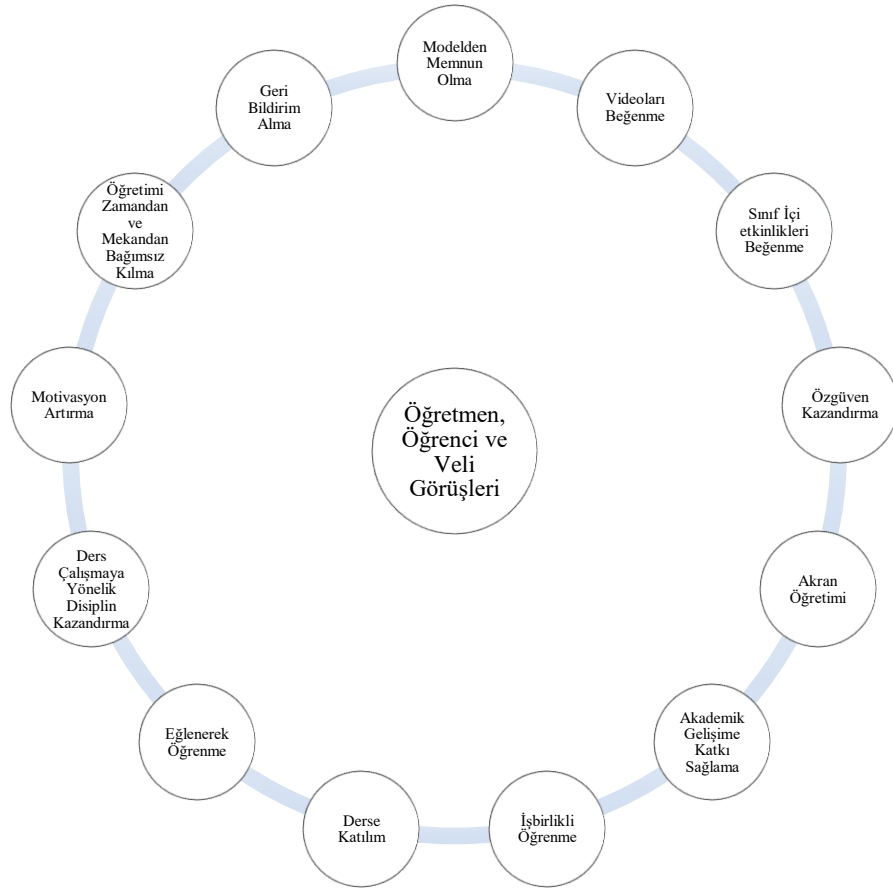 Modelden
Memnun
Olma
Videoları
Beğenme
Sınıf İçi
etkinlikleri
Beğenme
Özgüven
Kazandırma
Akran
Öğretimi
Akademik
Gelişime
Katkı
Sağlama
İşbirlikli
Öğrenme
Derse
Katılım
Eğlenerek
Öğrenme
Ders
Çalışmaya
Yönelik
Disiplin
Kazandırma
Motivasyon
Artırma
Öğretimi
Zamandan
ve
Mekandan
Bağımsız
Kılma
Geri
Bildirim
Alma
Öğretmen,
Öğrenci ve
Veli
Görüşleri